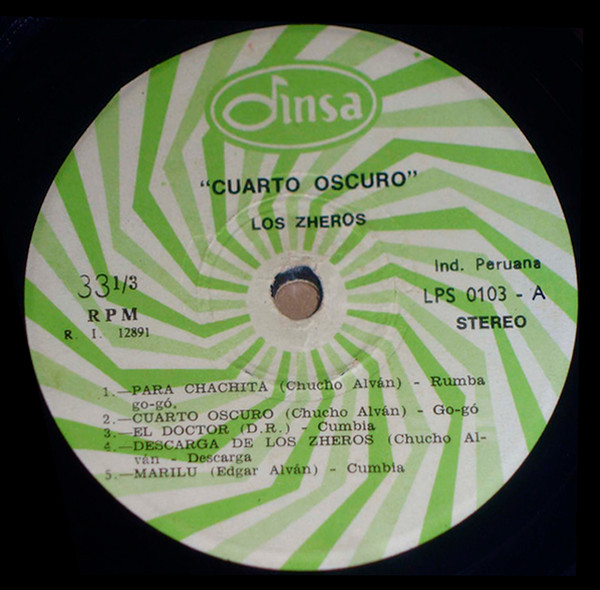 dinsa
"CUARTO OSCURO"
LOS ZHEROS
33 1/3
RPM
R. I. 12891
Ind. Peruana
LPS 0103 - A
STEREO
1.—PARA CHACHITA (Chucho Alván) - Rumba
go-gó.
2.—CUARTO OSCURO (Chucho Alván) - Go-gó
3.—EL DOCTOR (D.R.) - Cumbia
4.—DESCARGA DE LOS ZHEROS (Chucho Al-
ván - Descarga
5.—MARILU (Edgar Alván) - Cumbia